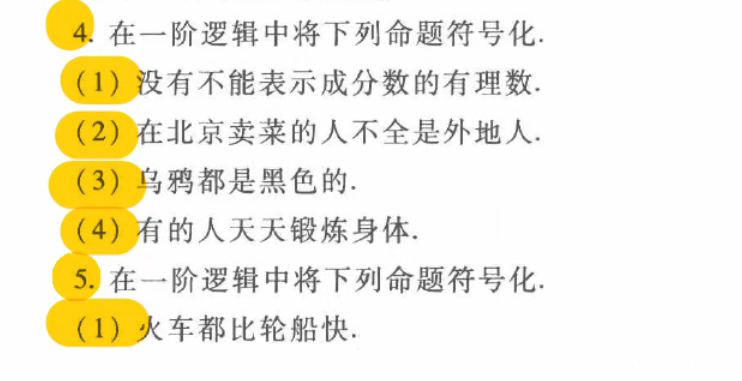 4. 在一阶逻辑中将下列命题符号化.
(1) 没有不能表示成分数的有理数.
(2) 在北京卖菜的人不全是外地人.
(3) 乌鸦都是黑色的.
(4) 有的人天天锻炼身体.
5. 在一阶逻辑中将下列命题符号化.
(1) 火车都比轮船快.